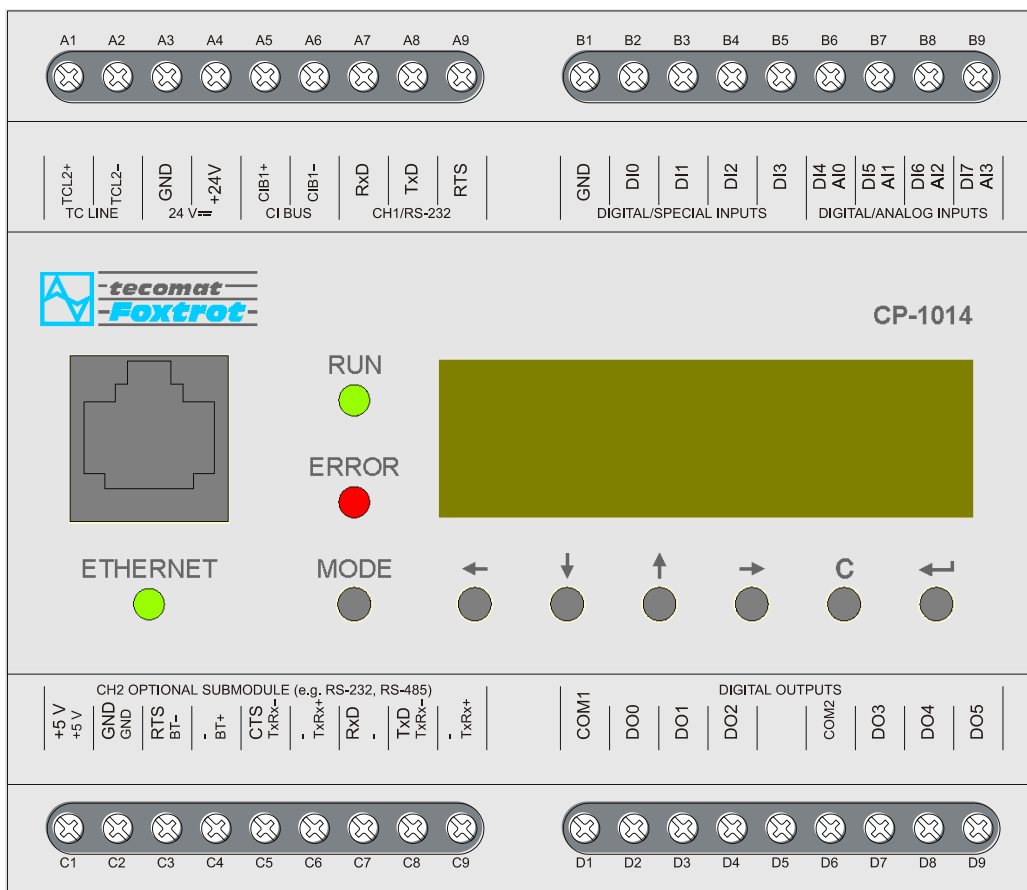 A1 A2 A3 A4 A5 A6 A7 A8 A9 B1 B2 B3 B4 B5 B6 B7 B8 B9
TCL2+ TCL2– GND +24V CIB1+ CIB1– RxD TxD RTS GND DI0 DI1 DI2 DI3 DI4 AI0 DI5 AI1 DI6 AI2 DI7 AI3
TC LINE 24 V⎓ CI BUS CH1/RS-232 DIGITAL/SPECIAL INPUTS DIGITAL/ANALOG INPUTS
tecomat
Foxtrot
CP-1014
RUN
ERROR
ETHERNET MODE ← ↓ ↑ → C ↵
CH2 OPTIONAL SUBMODULE (e.g. RS-232, RS-485) DIGITAL OUTPUTS
+5 V +5 V GND GND RTS BT– - BT+ CTS TxRx– - TxRx+ RxD - TxD TxRx– - TxRx+ COM1 DO0 DO1 DO2 COM2 DO3 DO4 DO5
C1 C2 C3 C4 C5 C6 C7 C8 C9 D1 D2 D3 D4 D5 D6 D7 D8 D9